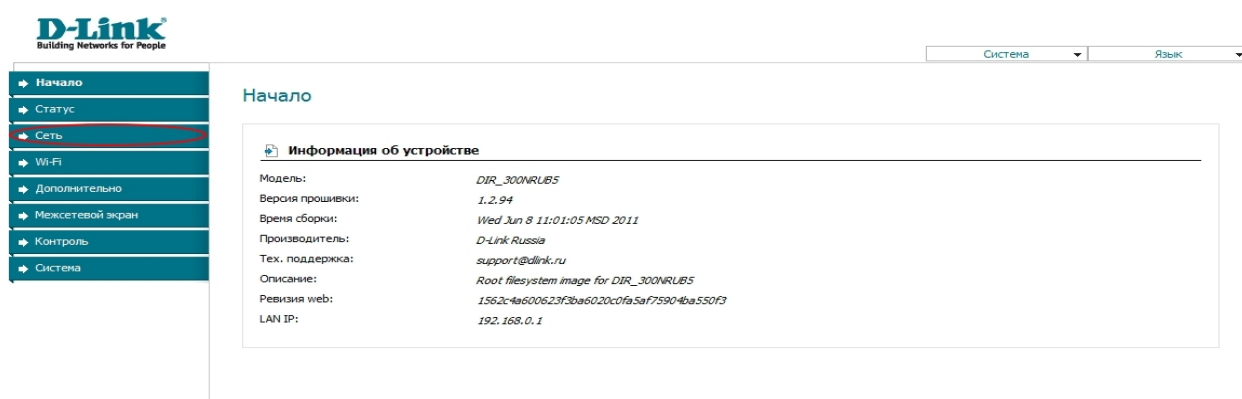 D-Link
Building Networks for People
Система Язык
Начало
Статус
Сеть
Wi-Fi
Дополнительно
Межсетевой экран
Контроль
Система
Начало
Информация об устройстве
Модель: DIR_300NRUB5
Версия прошивки: 1.2.94
Время сборки: Wed Jun 8 11:01:05 MSD 2011
Производитель: D-Link Russia
Тех. поддержка: support@dlink.ru
Описание: Root filesystem image for DIR_300NRUB5
Ревизия web: 1562c4a600623f3ba6020c0fa5af75904ba550f3
LAN IP: 192.168.0.1